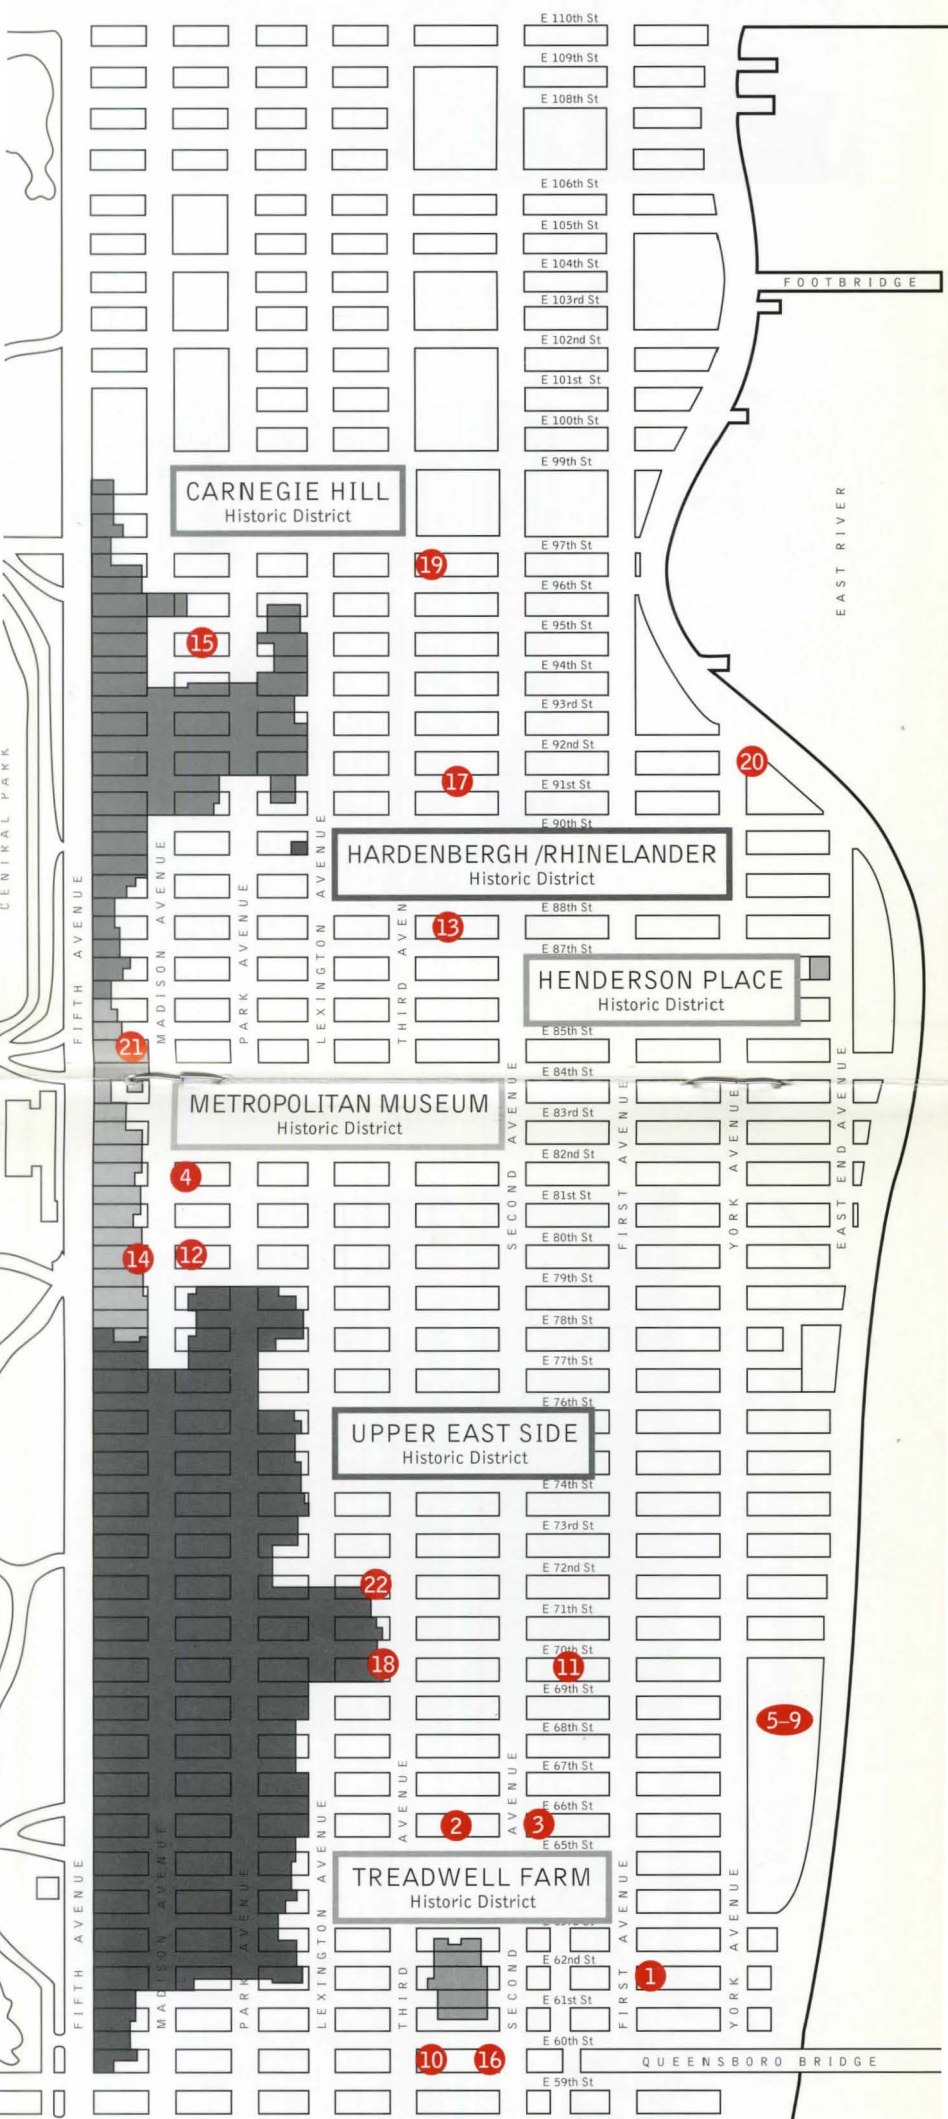 E 110th St
E 109th St
E 108th St
E 106th St
E 105th St
E 104th St
FOOTBRIDGE
E 103rd St
E 102nd St
E 101st St
E 100th St
E 99th St
CARNEGIE HILL
Historic District
EAST RIVER
E 97th St
19
E 96th St
E 95th St
15
E 94th St
E 93rd St
E 92nd St
CENTRAL PARK
20
17
E 91st St
E 90th St
HARDENBERGH/RHINELANDER
Historic District
FIFTH AVENUE
MADISON AVENUE
PARK AVENUE
LEXINGTON AVENUE
THIRD AVEN
E 88th St
13
E 87th St
HENDERSON PLACE
Historic District
E 85th St
21
E 84th St
METROPOLITAN MUSEUM
Historic District
SECOND AVENUE
FIRST AVENUE
YORK AVENUE
EAST END AVENUE
E 83rd St
E 82nd St
4
E 81st St
E 80th St
14
12
E 79th St
E 78th St
E 77th St
E 76th St
UPPER EAST SIDE
Historic District
E 74th St
E 73rd St
E 72nd St
22
E 71th St
E 70th St
18
11
E 69th St
5–9
E 68th St
E 67th St
E 66th St
2
3
E 65th St
TREADWELL FARM
Historic District
FIFTH AVENUE
MADISON AVENUE
PARK AVENUE
LEXINGTON AVENUE
THIRD
AVENUE
SECOND
AVENUE
FIRST AVENUE
YORK AVENUE
E 62nd St
1
E 61st St
E 60th St
10
16
QUEENSBORO BRIDGE
E 59th St